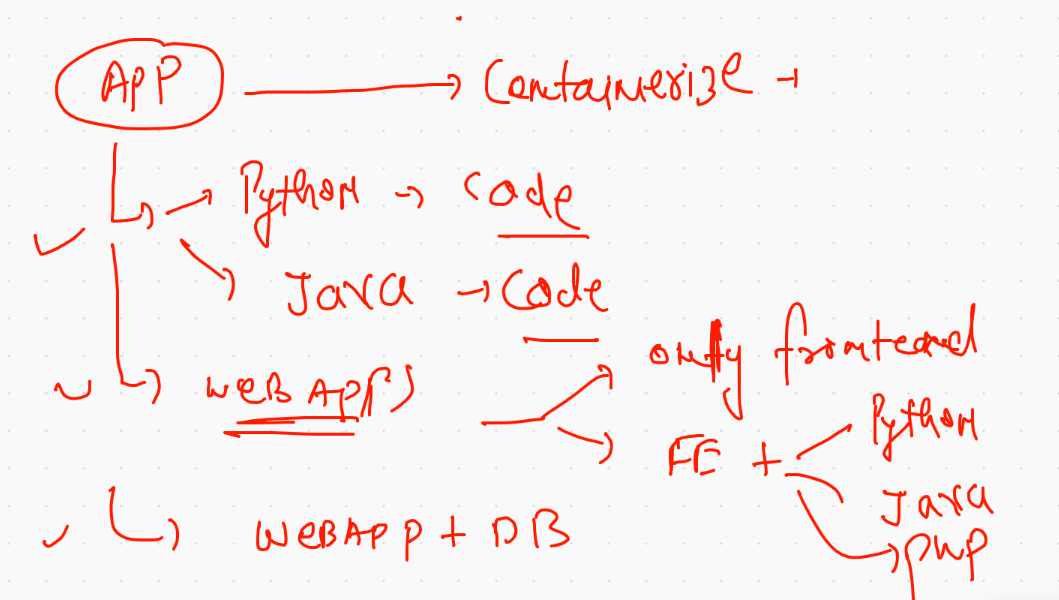 APP → Containerize →
→ Python → Code
→ Java → Code
only frontend
→ WEB APPS
FE + Python
Java
PHP
→ WEBAPP + DB